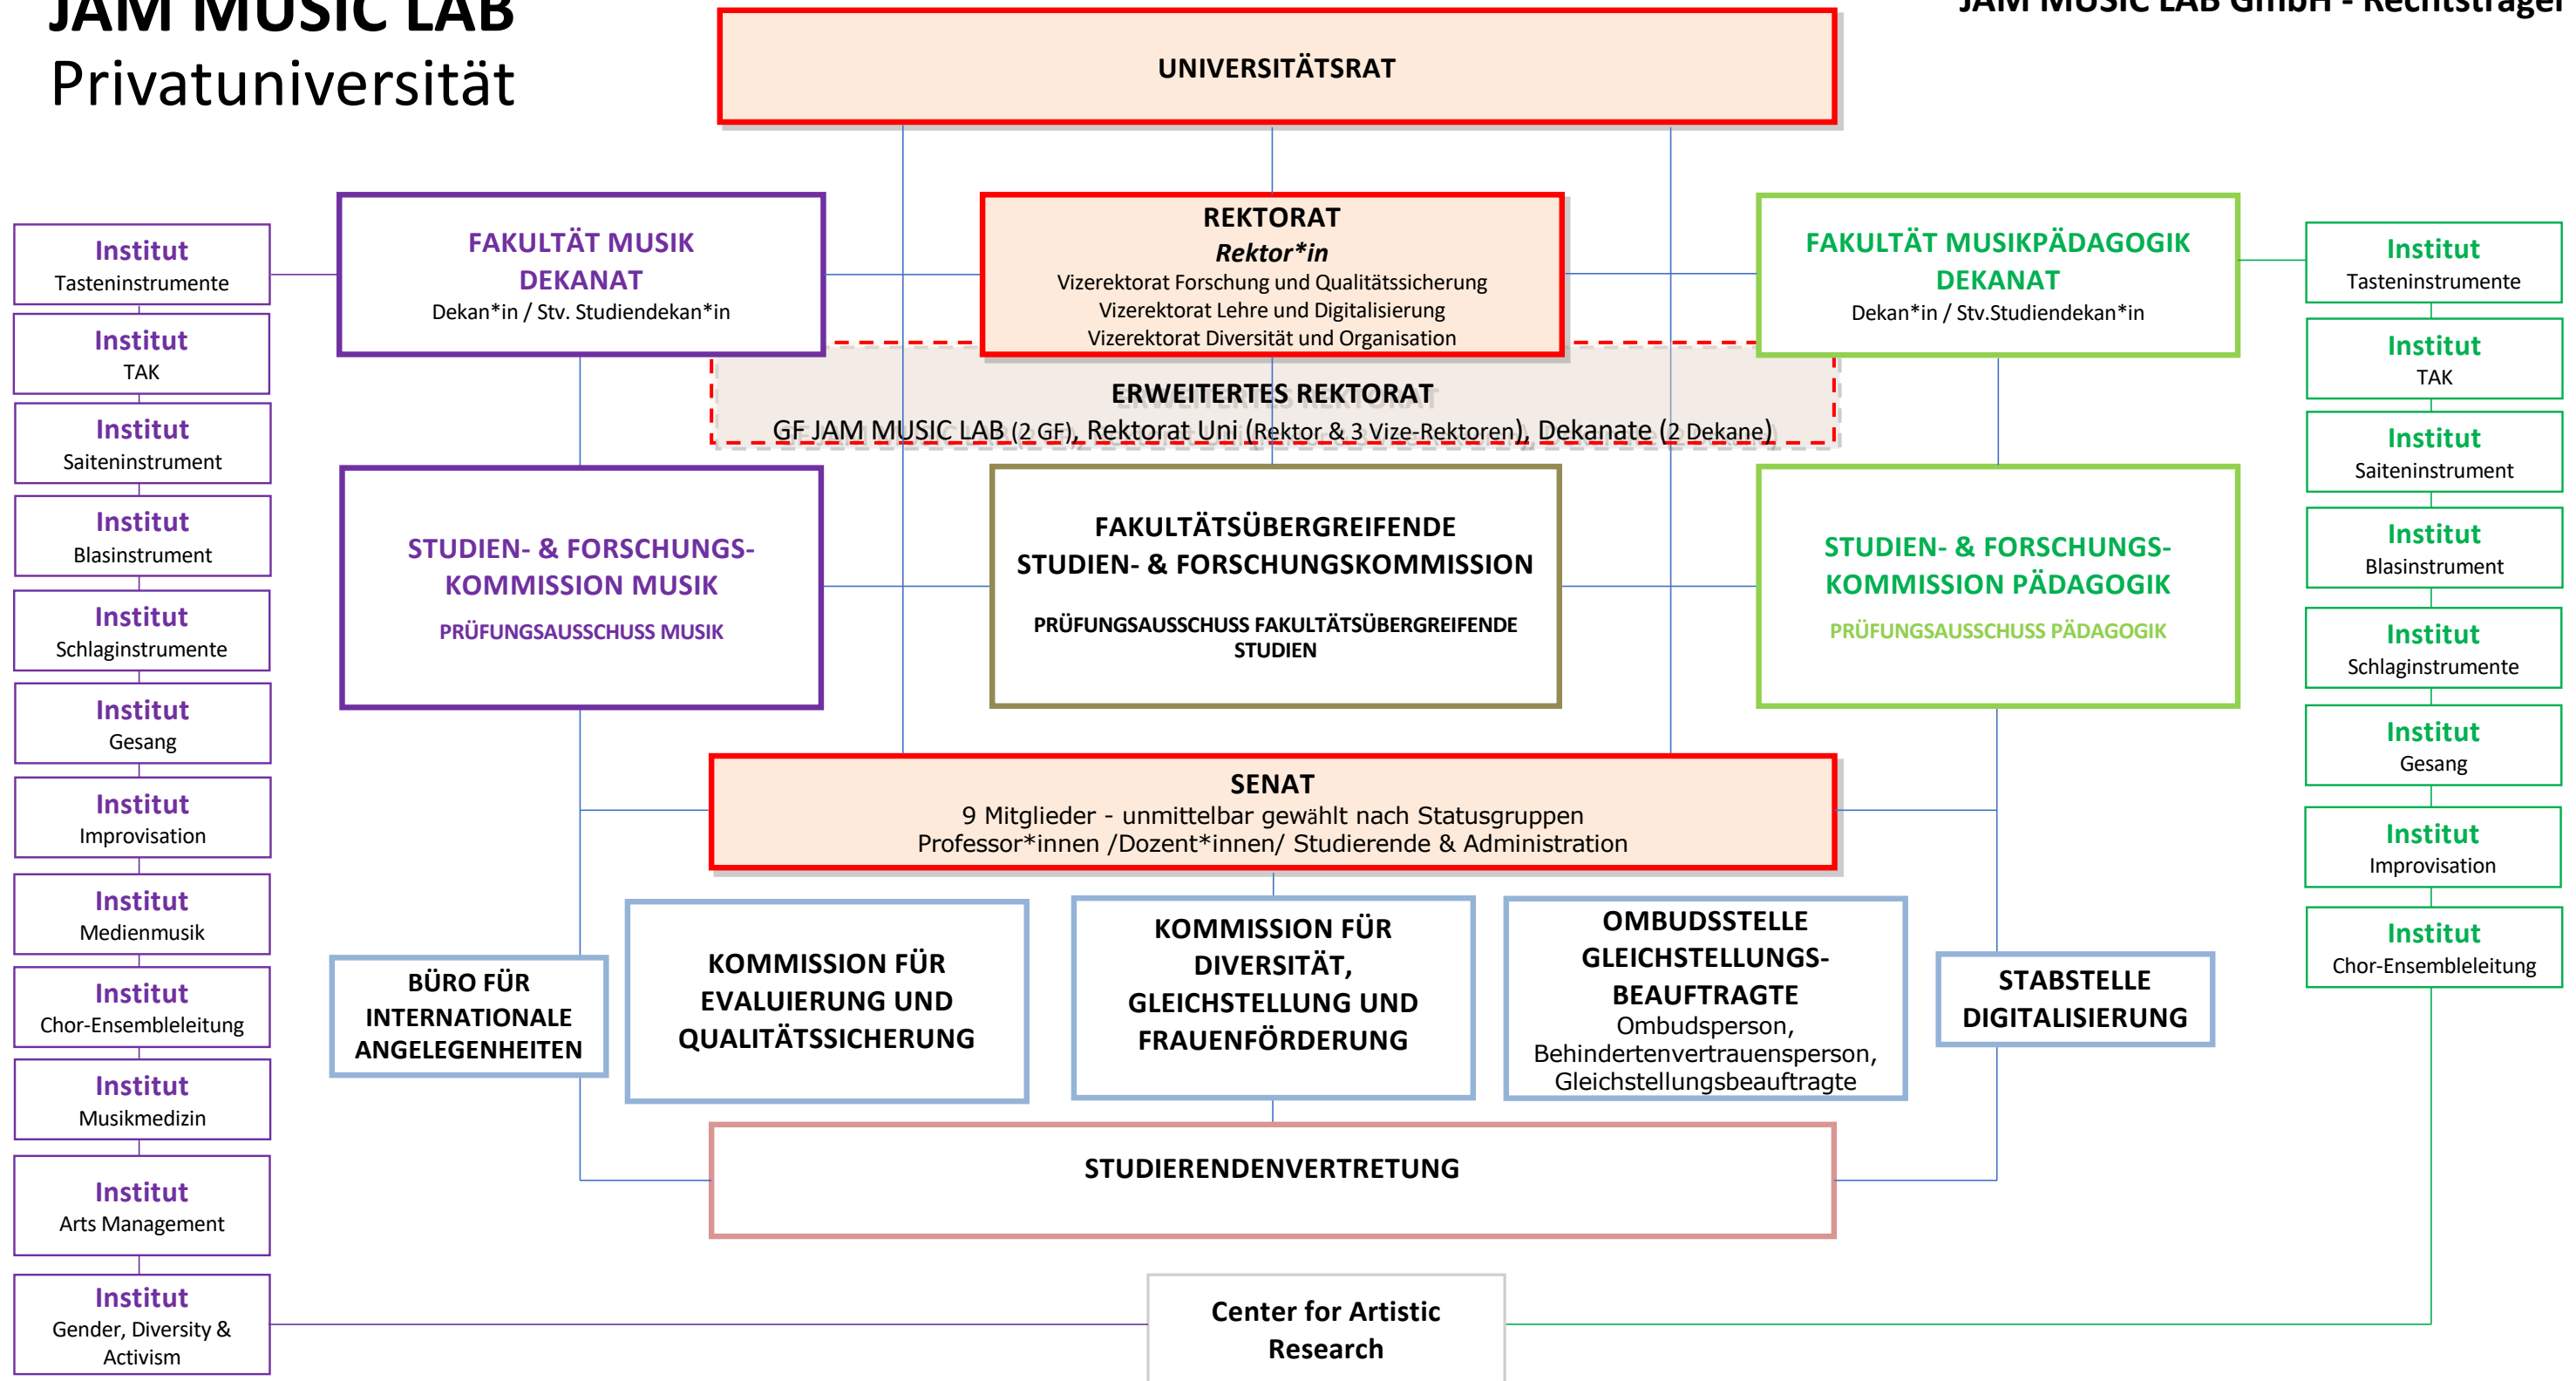 JAM MUSIC LAB
Privatuniversität
JAM MUSIC LAB GmbH - Rechtsträger
UNIVERSITÄTSRAT
Institut
Tasteninstrumente
Institut
TAK
Institut
Saiteninstrument
Institut
Blasinstrument
Institut
Schlaginstrumente
Institut
Gesang
Institut
Improvisation
Institut
Medienmusik
Institut
Chor-Ensembleleitung
Institut
Musikmedizin
Institut
Arts Management
Institut
Gender, Diversity &
Activism
FAKULTÄT MUSIK
DEKANAT
Dekan*in / Stv. Studiendekan*in
REKTORAT
Rektor*in
Vizerektorat Forschung und Qualitätssicherung
Vizerektorat Lehre und Digitalisierung
Vizerektorat Diversität und Organisation
FAKULTÄT MUSIKPÄDAGOGIK
DEKANAT
Dekan*in / Stv.Studiendekan*in
ERWEITERTES REKTORAT
GF JAM MUSIC LAB (2 GF), Rektorat Uni (Rektor & 3 Vize-Rektoren), Dekanate (2 Dekane)
STUDIEN- & FORSCHUNGS-
KOMMISSION MUSIK
PRÜFUNGSAUSSCHUSS MUSIK
FAKULTÄTSÜBERGREIFENDE
STUDIEN- & FORSCHUNGSKOMMISSION
PRÜFUNGSAUSSCHUSS FAKULTÄTSÜBERGREIFENDE
STUDIEN
STUDIEN- & FORSCHUNGS-
KOMMISSION PÄDAGOGIK
PRÜFUNGSAUSSCHUSS PÄDAGOGIK
SENAT
9 Mitglieder - unmittelbar gewählt nach Statusgruppen
Professor*innen /Dozent*innen/ Studierende & Administration
BÜRO FÜR
INTERNATIONALE
ANGELEGENHEITEN
KOMMISSION FÜR
EVALUIERUNG UND
QUALITÄTSSICHERUNG
KOMMISSION FÜR
DIVERSITÄT,
GLEICHSTELLUNG UND
FRAUENFÖRDERUNG
OMBUDSSTELLE
GLEICHSTELLUNGS-
BEAUFTRAGTE
Ombudsperson,
Behindertenvertrauensperson,
Gleichstellungsbeauftragte
STABSTELLE
DIGITALISIERUNG
STUDIERENDENVERTRETUNG
Center for Artistic
Research
Institut
Tasteninstrumente
Institut
TAK
Institut
Saiteninstrument
Institut
Blasinstrument
Institut
Schlaginstrumente
Institut
Gesang
Institut
Improvisation
Institut
Chor-Ensembleleitung